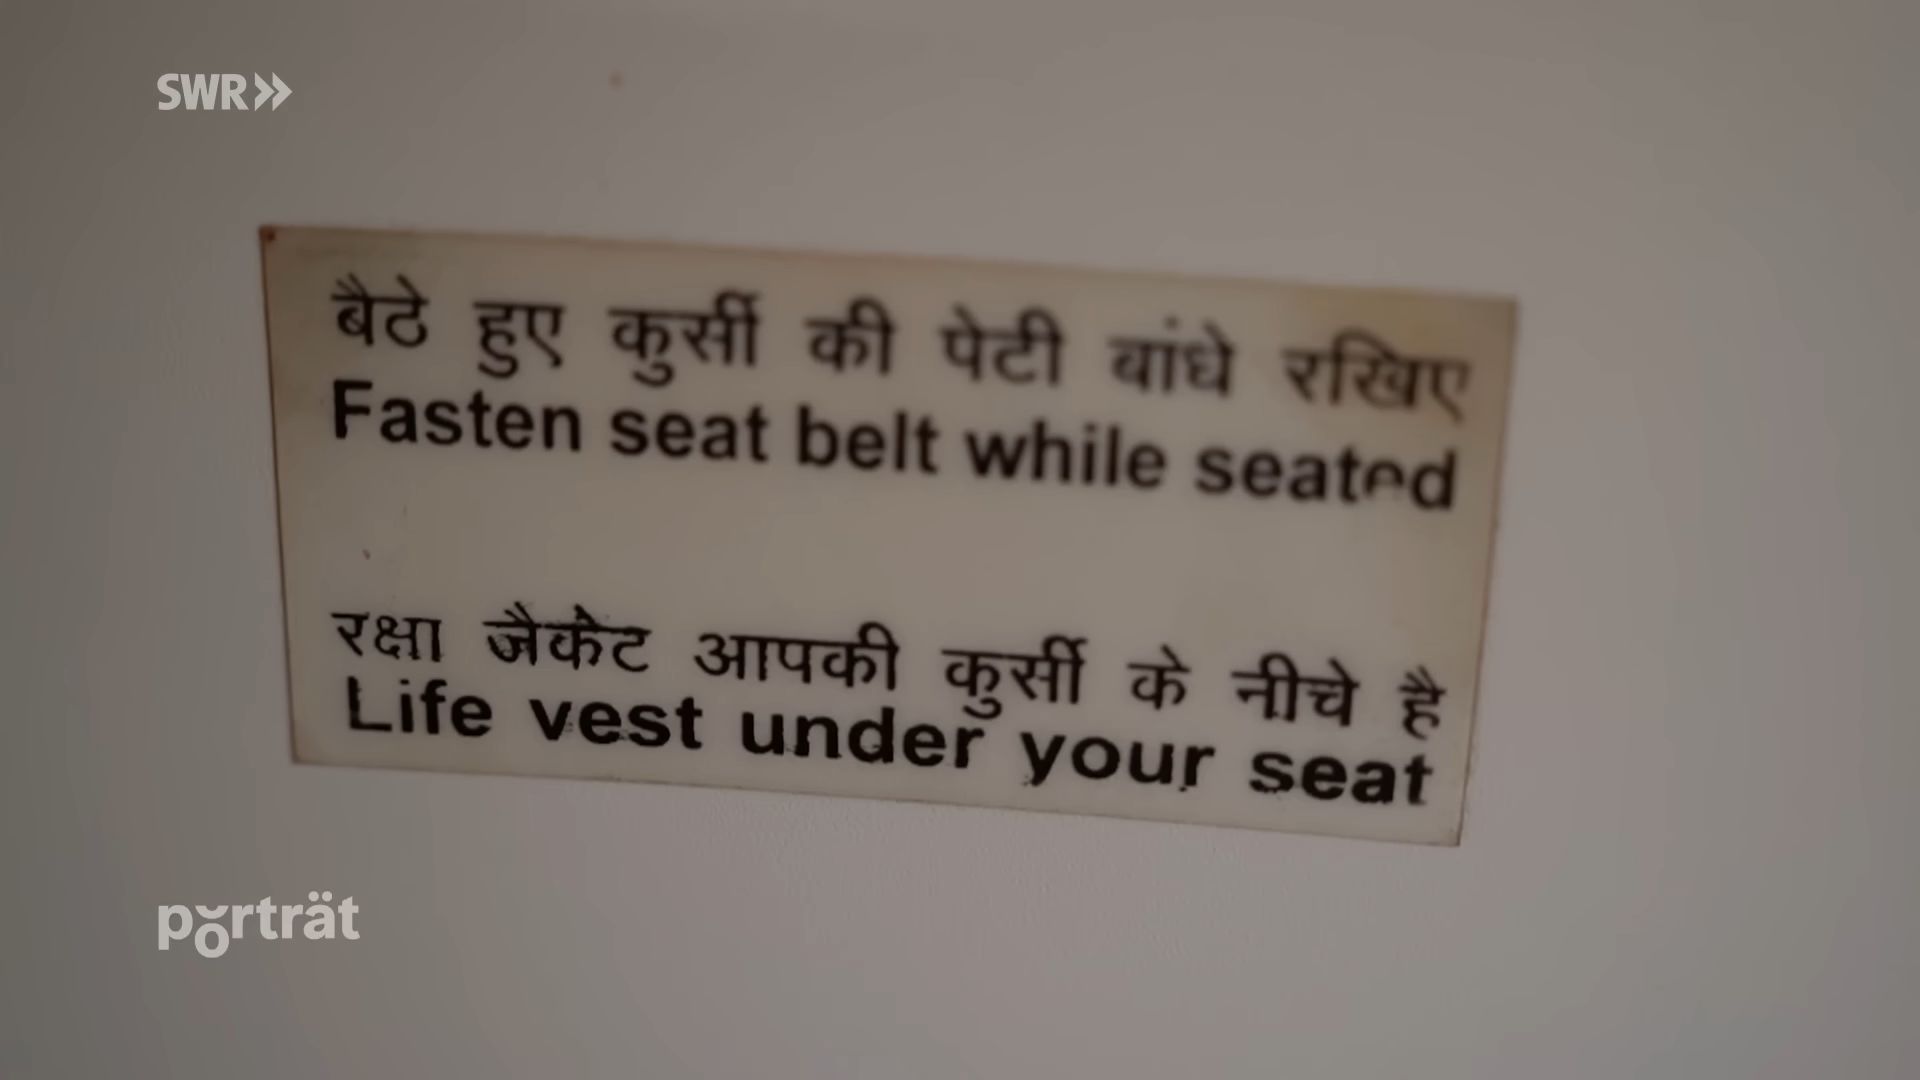 SWR»
बैठे हुए कुर्सी की पेटी बांधे रखिए
Fasten seat belt while seated
रक्षा जैकेट आपकी कुर्सी के नीचे है
Life vest under your seat
porträt